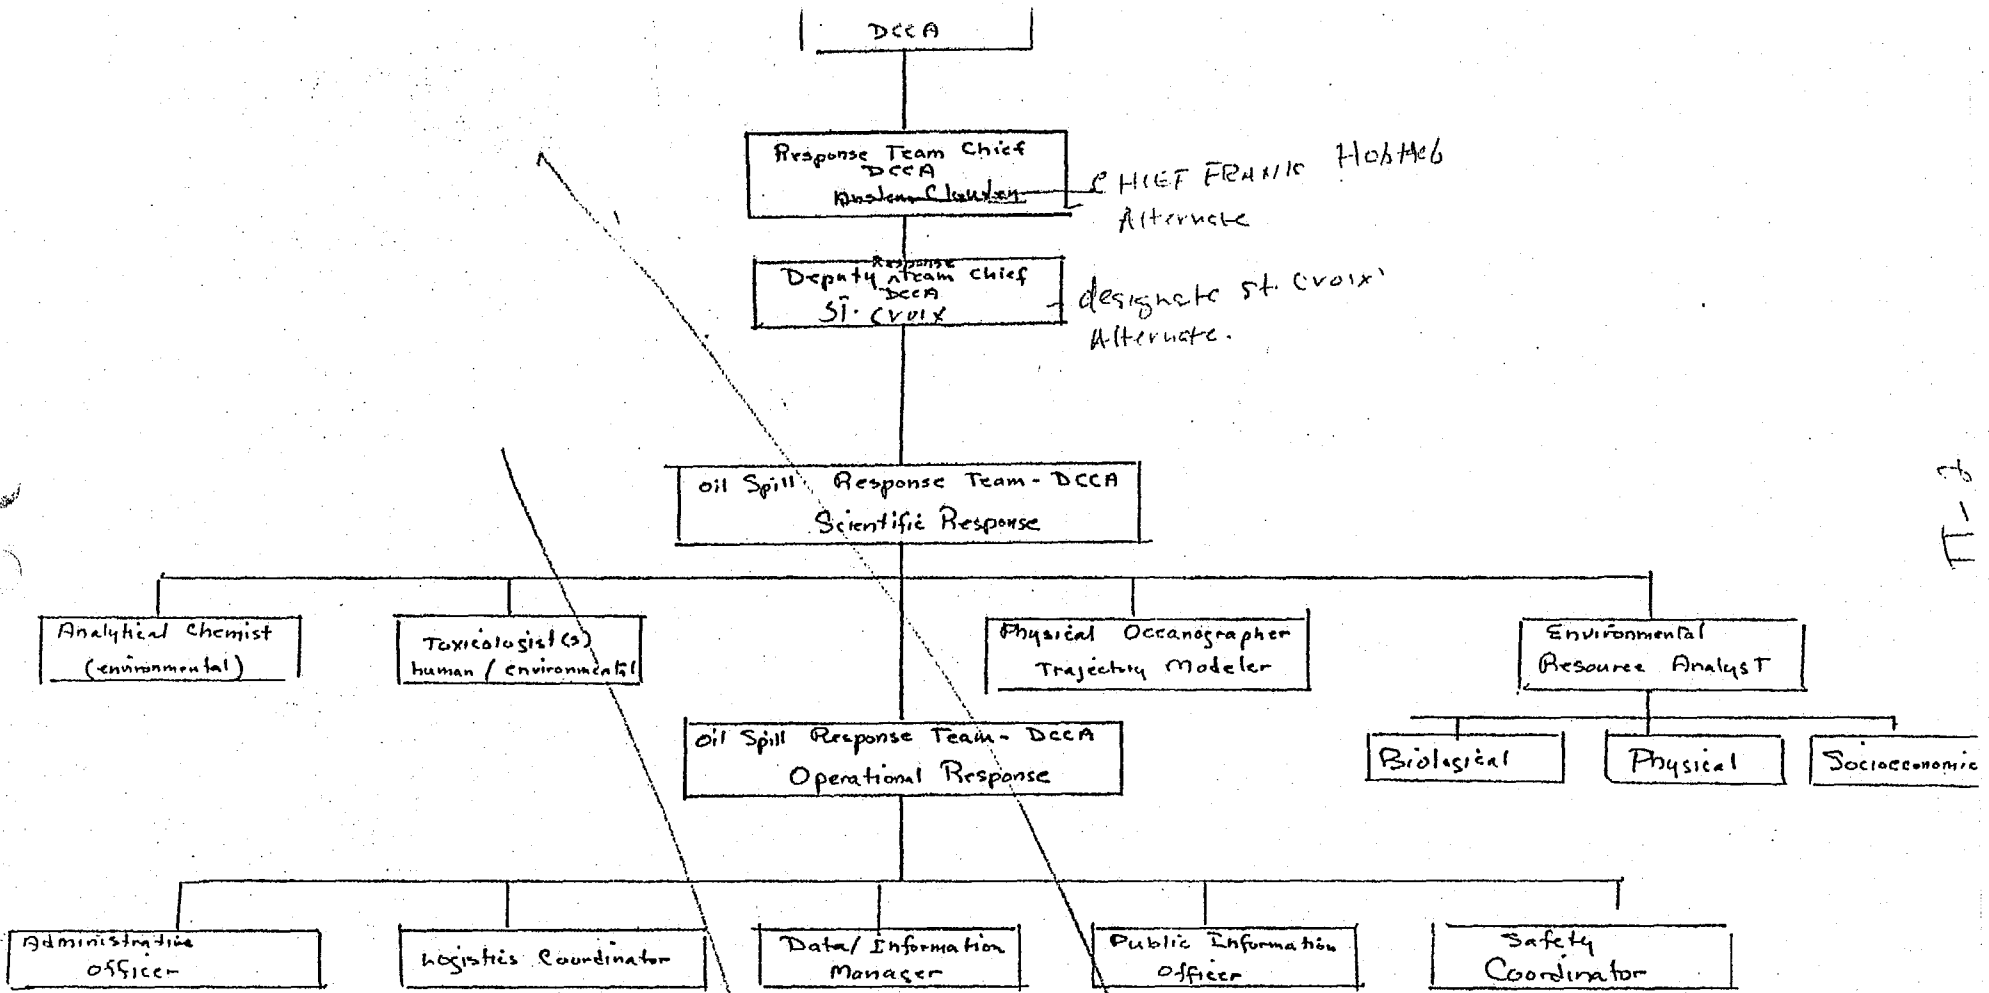 DCCA
Response Team Chief
DCCA
CHIEF FRANK
Alternate
Response
Deputy ^Team Chief
DCCA
ST. Croix
- designate St. Croix
Alternate.
Oil Spill Response Team - DCCA
Scientific Response
II-2
Analytical Chemist
(environmental)
Toxicologist(s)
human / environmental
Physical Oceanographer
Trajectory Modeler
Environmental
Resource Analyst
Oil Spill Response Team - DCCA
Operational Response
Biological
Physical
Socioeconomic
Administrative
Officer
Logistics Coordinator
Data/Information
Manager
Public Information
Officer
Safety
Coordinator